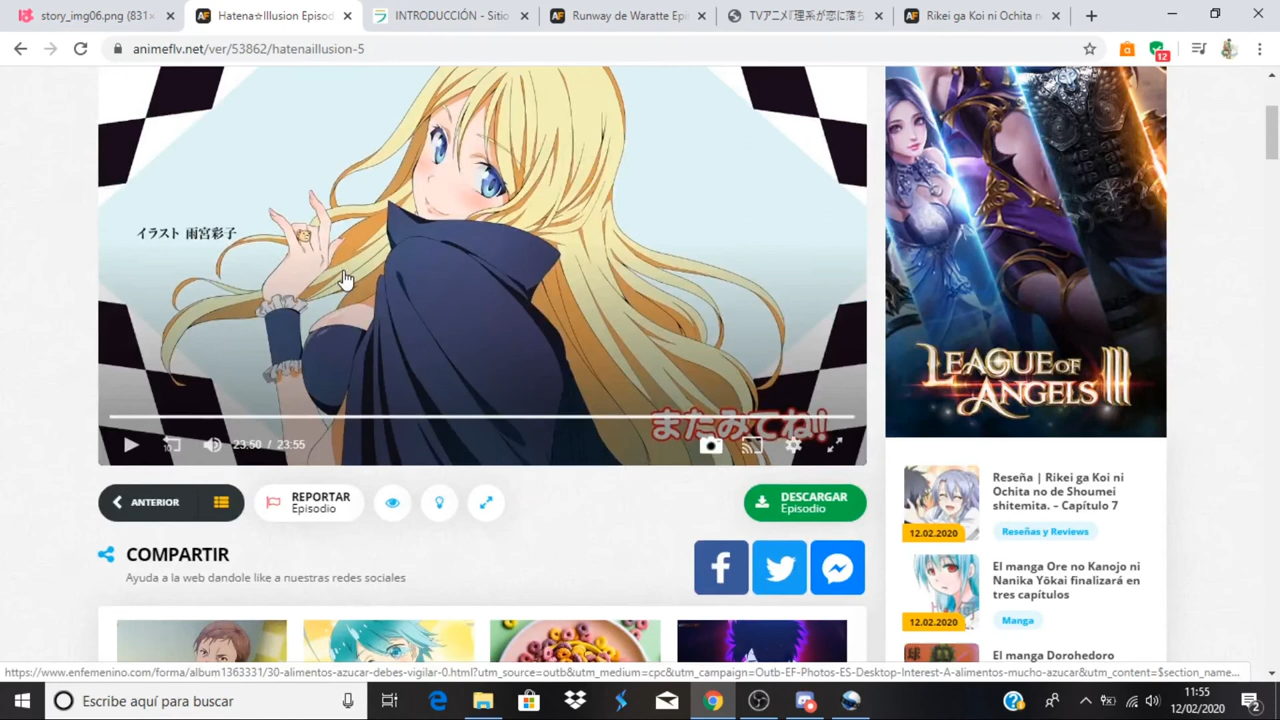 story_img06.png (831×
Hatena☆Illusion Episod
INTRODUCCIÓN - Sitio
Runway de Waratte Epi
TVアニメ『理系が恋に落ち
Rikei ga Koi ni Ochita no
animeflv.net/ver/53862/hatenaillusion-5
12
イラスト 雨宮彩子
またみてね!
10
23:50 / 23:55
LEAGUE OF
ANGELS III
ANTERIOR
REPORTAR
Episodio
DESCARGAR
Episodio
COMPARTIR
Ayuda a la web dandole like a nuestras redes sociales
Reseña | Rikei ga Koi ni
Ochita no de Shoumei
shitemita. – Capítulo 7
12.02.2020
Reseñas y Reviews
El manga Ore no Kanojo ni
Nanika Yōkai finalizará en
tres capítulos
12.02.2020
Manga
El manga Dorohedoro
https://www.enfemenino.com/forma/album1363331/30-alimentos-azucar-debes-vigilar-0.html?utm_source=outb&utm_medium=cpc&utm_campaign=Outb-EF-Photos-ES-Desktop-Interest-A-alimentos-mucho-azucar&utm_content=$section_name...
Escribe aquí para buscar
11:55
12/02/2020
2